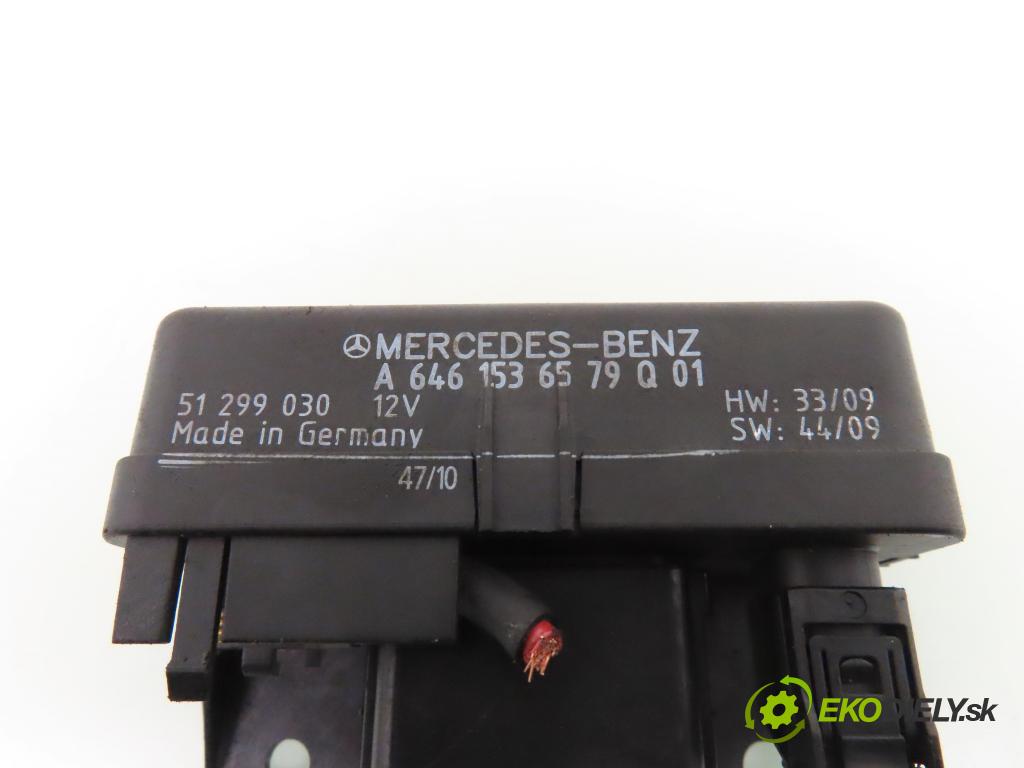 MERCEDES-BENZ
A 646 153 65 79 Q 01
51 299 030 12V
HW: 33/09
Made in Germany
SW: 44/09
47/10
EKODIELY.sk